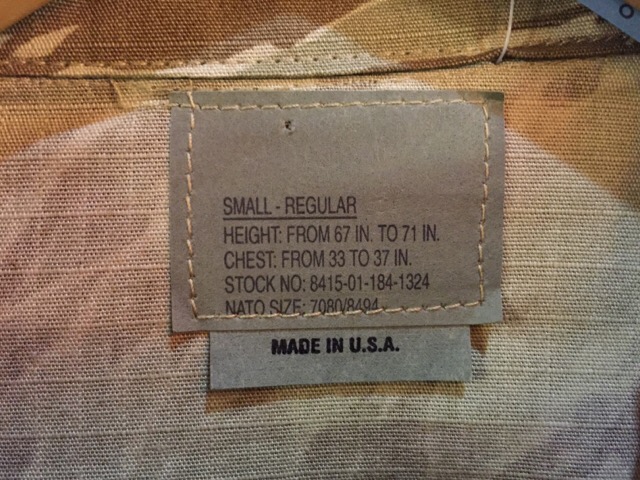 SMALL - REGULAR
HEIGHT: FROM 67 IN. TO 71 IN.
CHEST: FROM 33 TO 37 IN.
STOCK NO: 8415-01-184-1324
NATO SIZE: 7080/8494
MADE IN U.S.A.